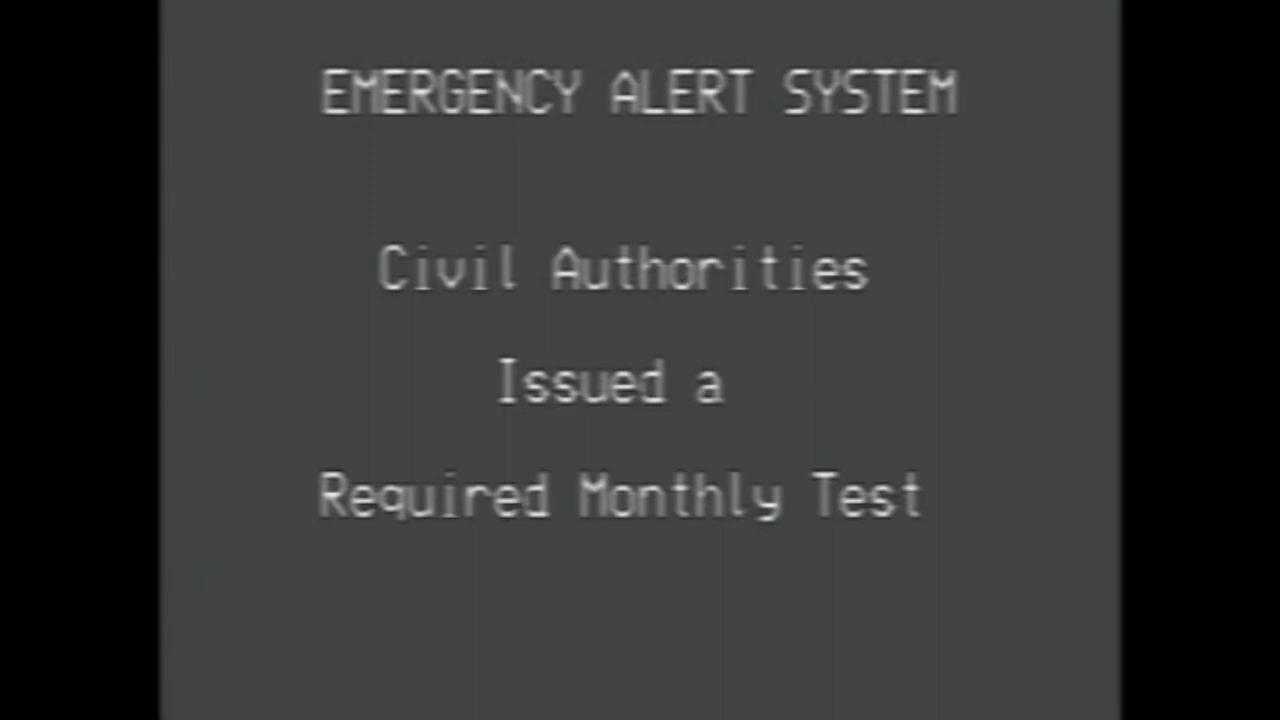 EMERGENCY ALERT SYSTEM
Civil Authorities
Issued a
Required Monthly Test